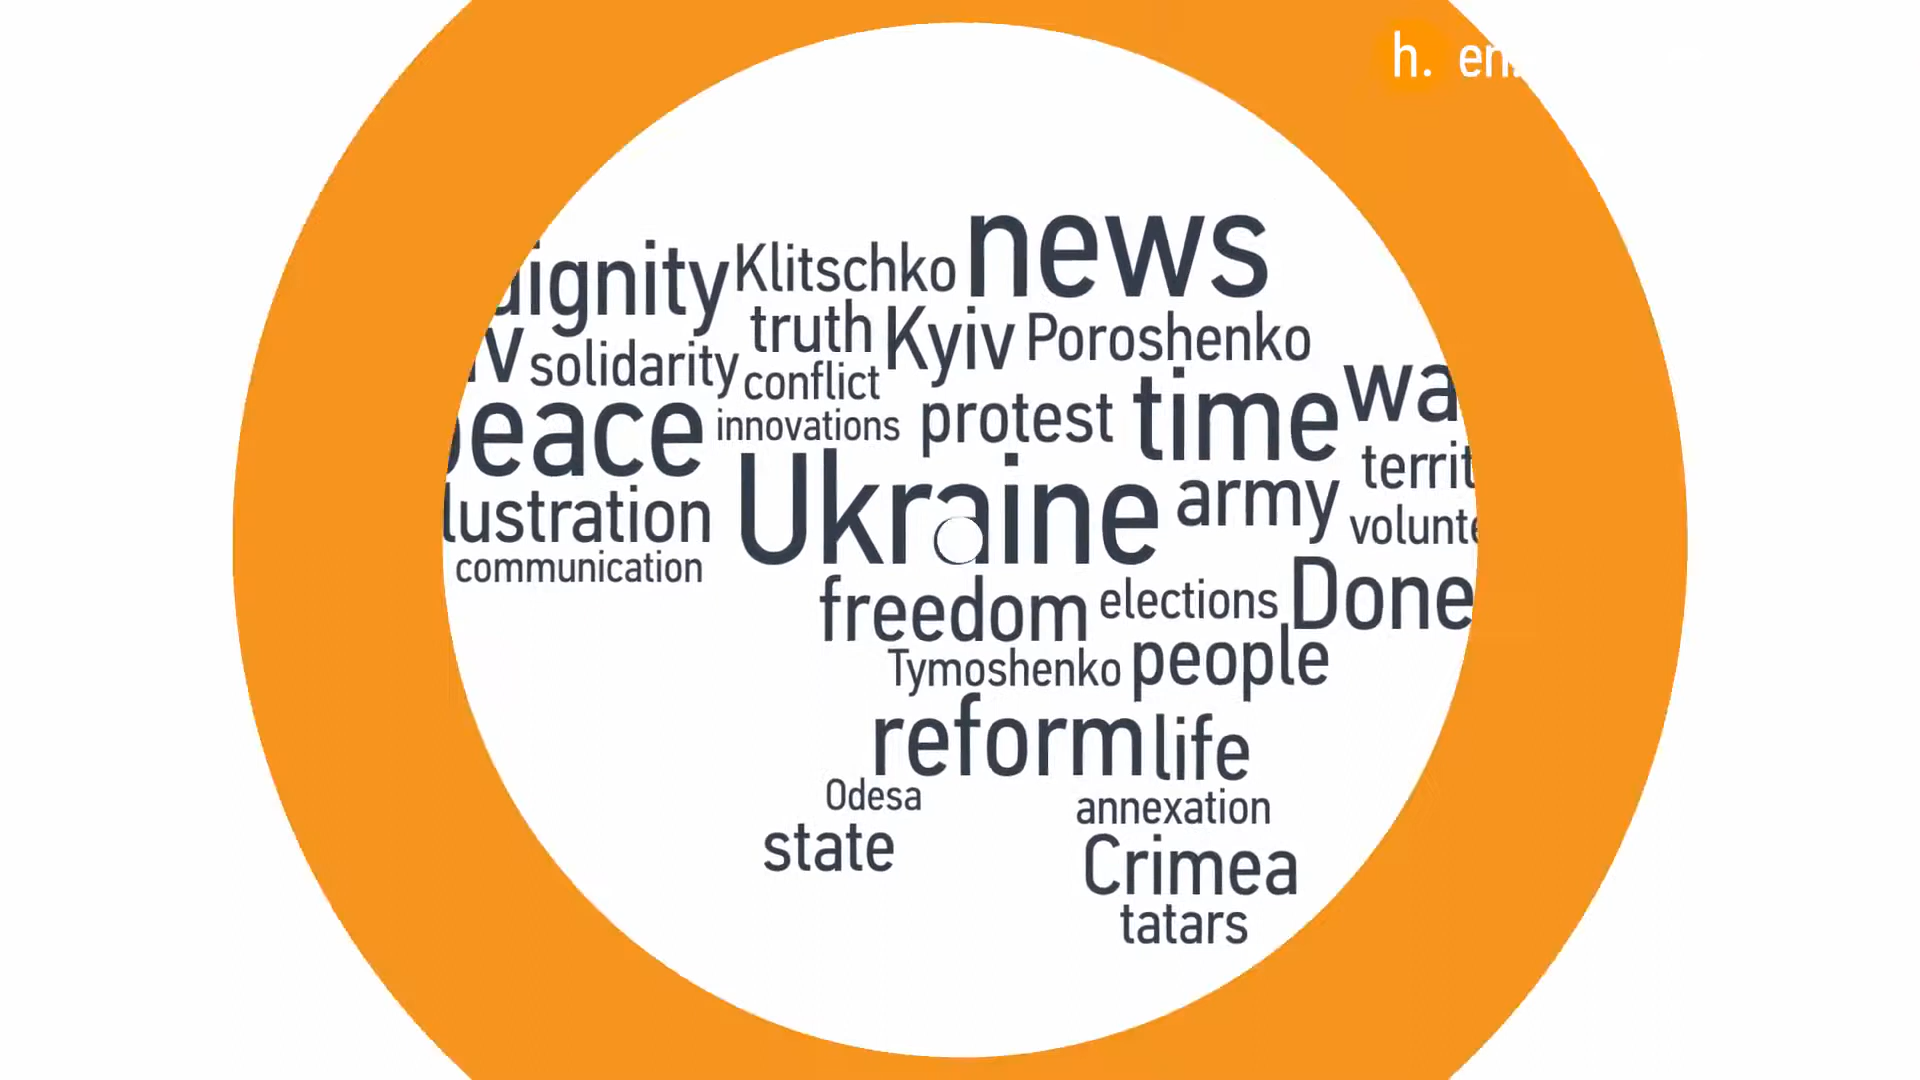 h. en.
news
dignity Klitschko
truth Kyiv Poroshenko
solidarity conflict
peace innovations protest time
lustration Ukraine army
communication
freedom elections
Tymoshenko people
reform life
Odesa annexation
state Crimea
tatars